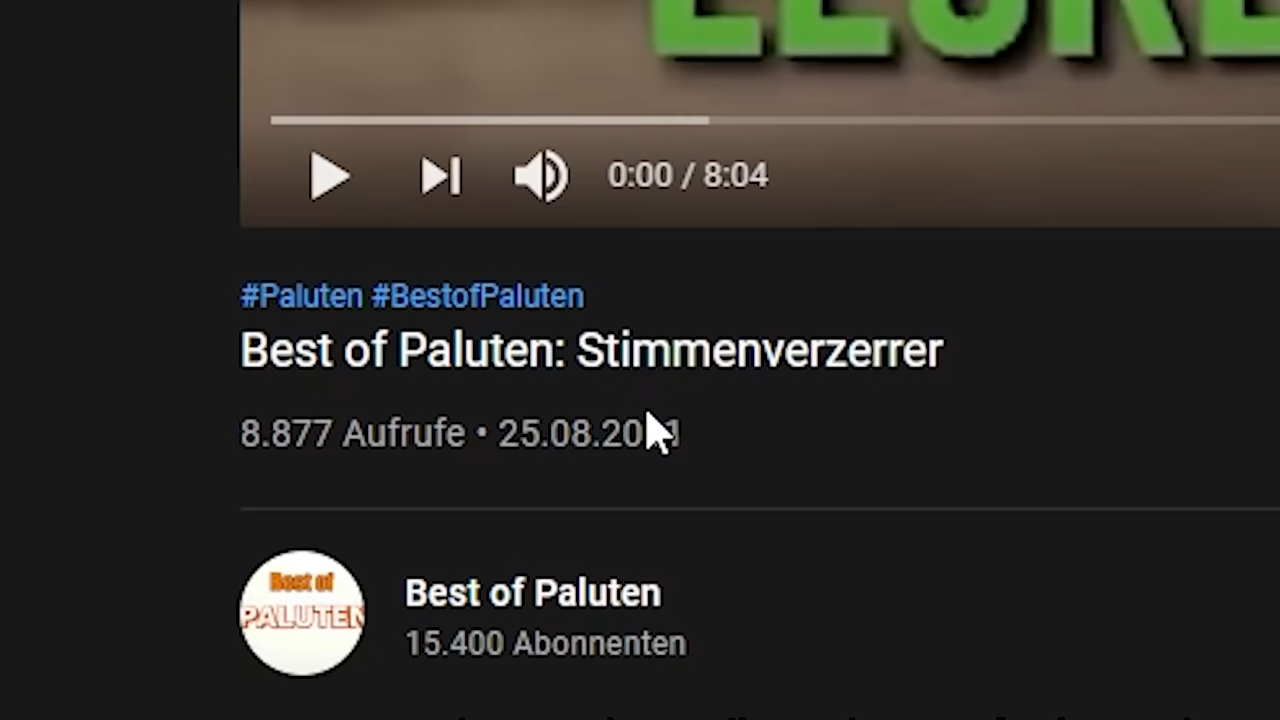 0:00 / 8:04
#Paluten #BestofPaluten
Best of Paluten: Stimmenverzerrer
8.877 Aufrufe •
Best of
PALUTEN
Best of Paluten
15.400 Abonnenten